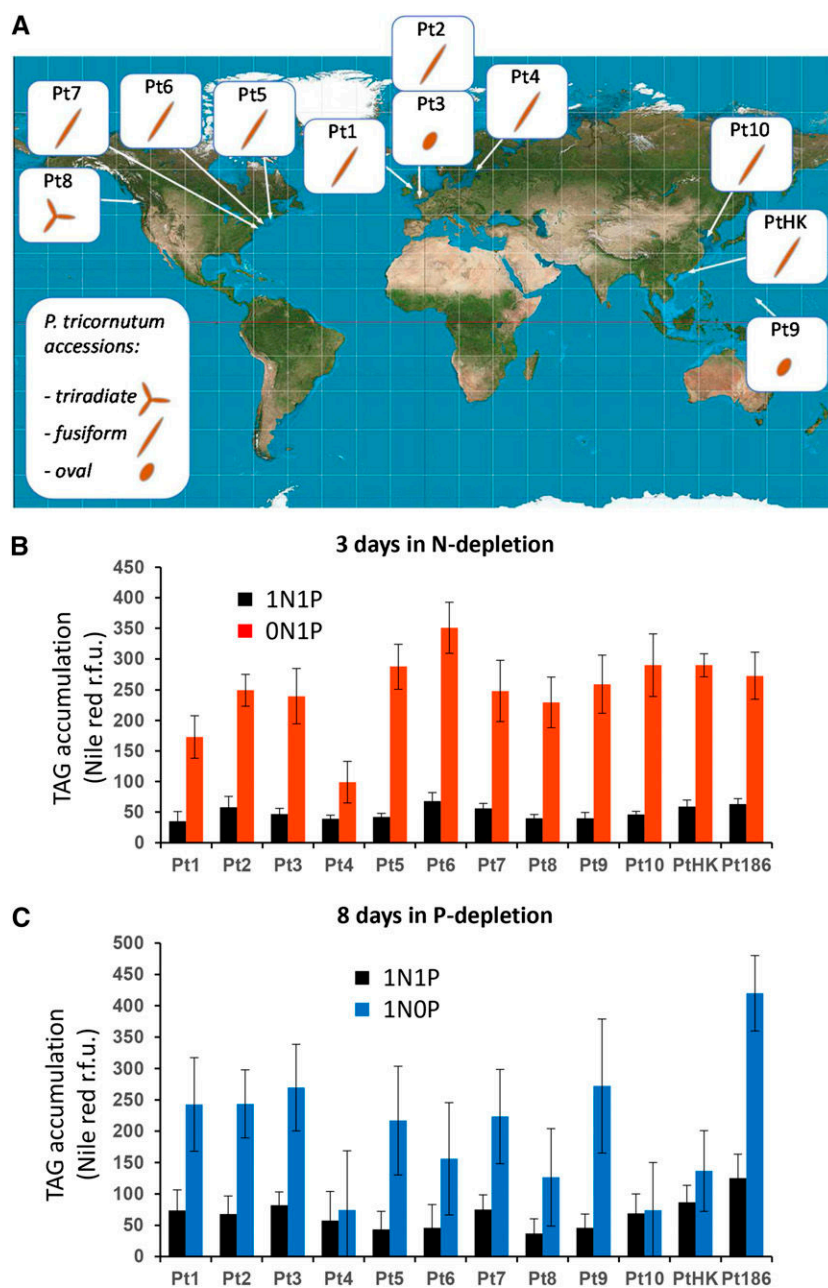 A
Pt2
Pt7
Pt6
Pt5
Pt3
Pt4
Pt1
Pt10
Pt8
PtHK
Pt9
P. tricornutum
accessions:
- triradiate
- fusiform
- oval
B
3 days in N-depletion
TAG accumulation
(Nile red r.f.u.)
450
400
350
300
250
200
150
100
50
0
1N1P
0N1P
Pt1 Pt2 Pt3 Pt4 Pt5 Pt6 Pt7 Pt8 Pt9 Pt10 PtHK Pt186
C
8 days in P-depletion
TAG accumulation
(Nile red r.f.u.)
500
450
400
350
300
250
200
150
100
50
0
1N1P
1N0P
Pt1 Pt2 Pt3 Pt4 Pt5 Pt6 Pt7 Pt8 Pt9 Pt10 PtHK Pt186